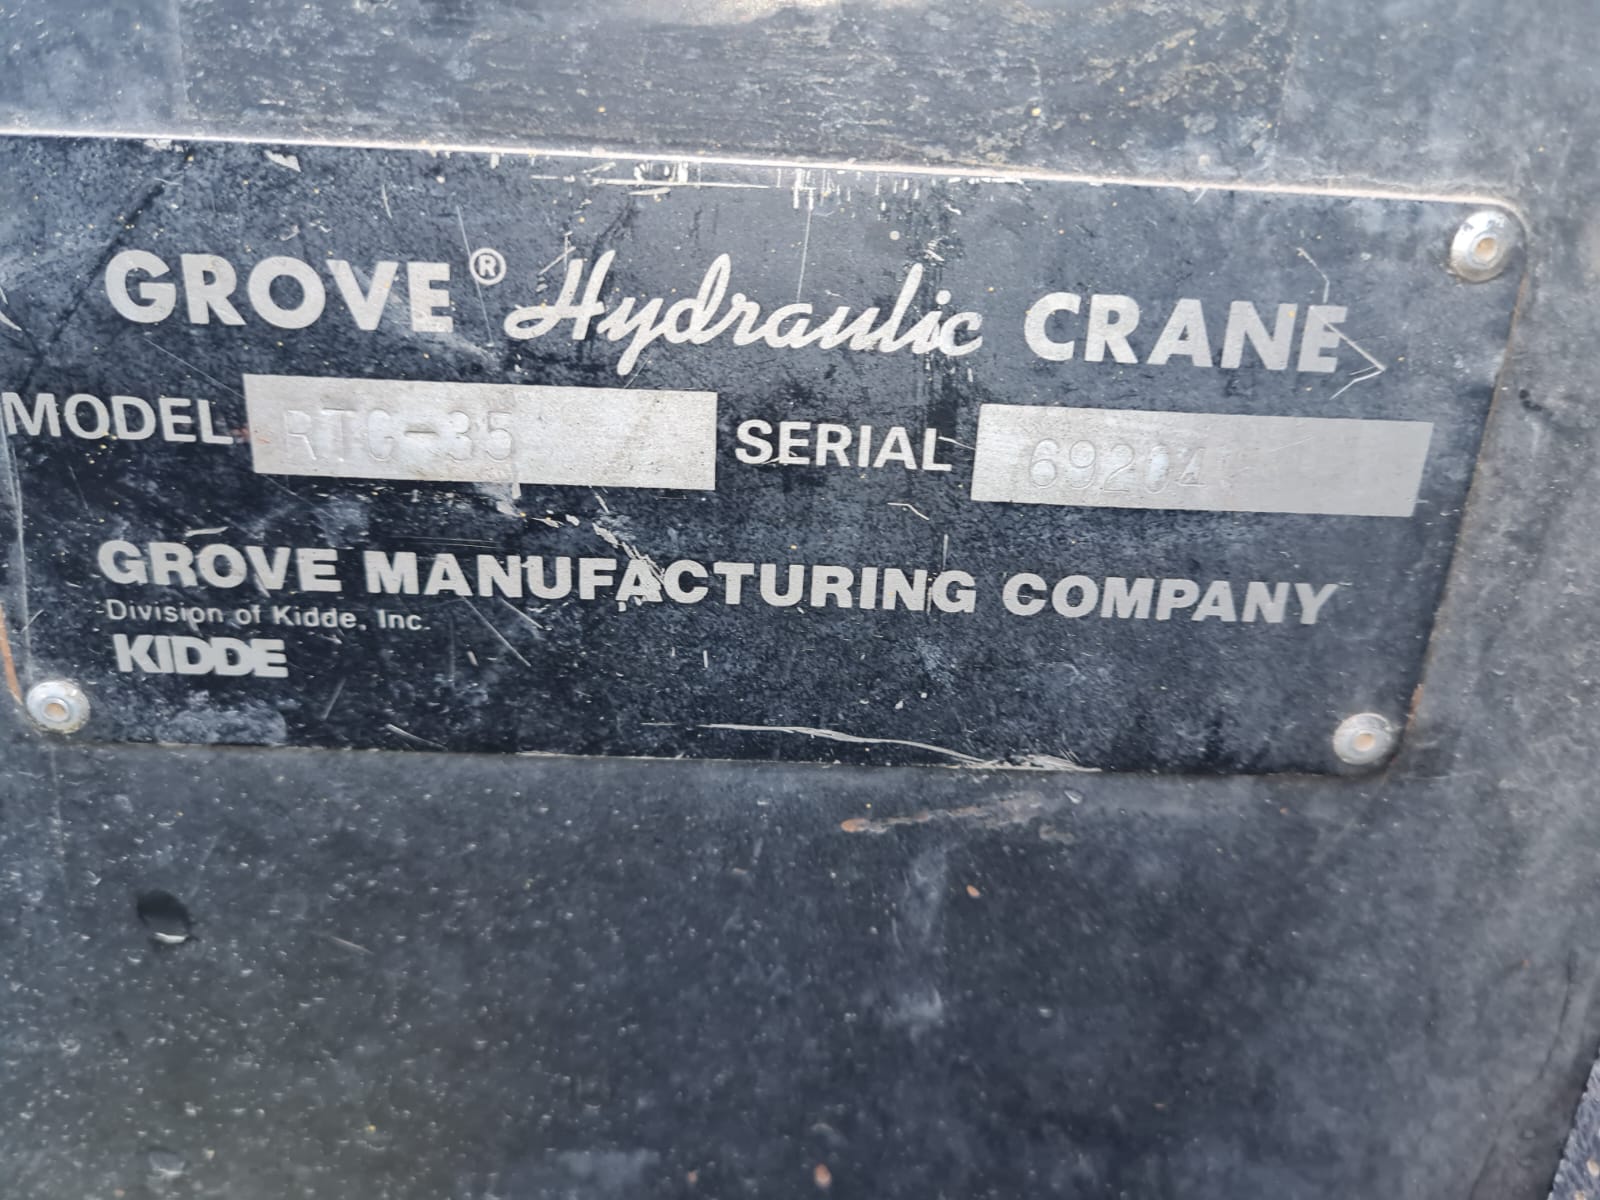 GROVE® Hydraulic CRANE
MODEL RTC-35 SERIAL 69204
GROVE MANUFACTURING COMPANY
Division of Kidde, Inc.
KIDDE